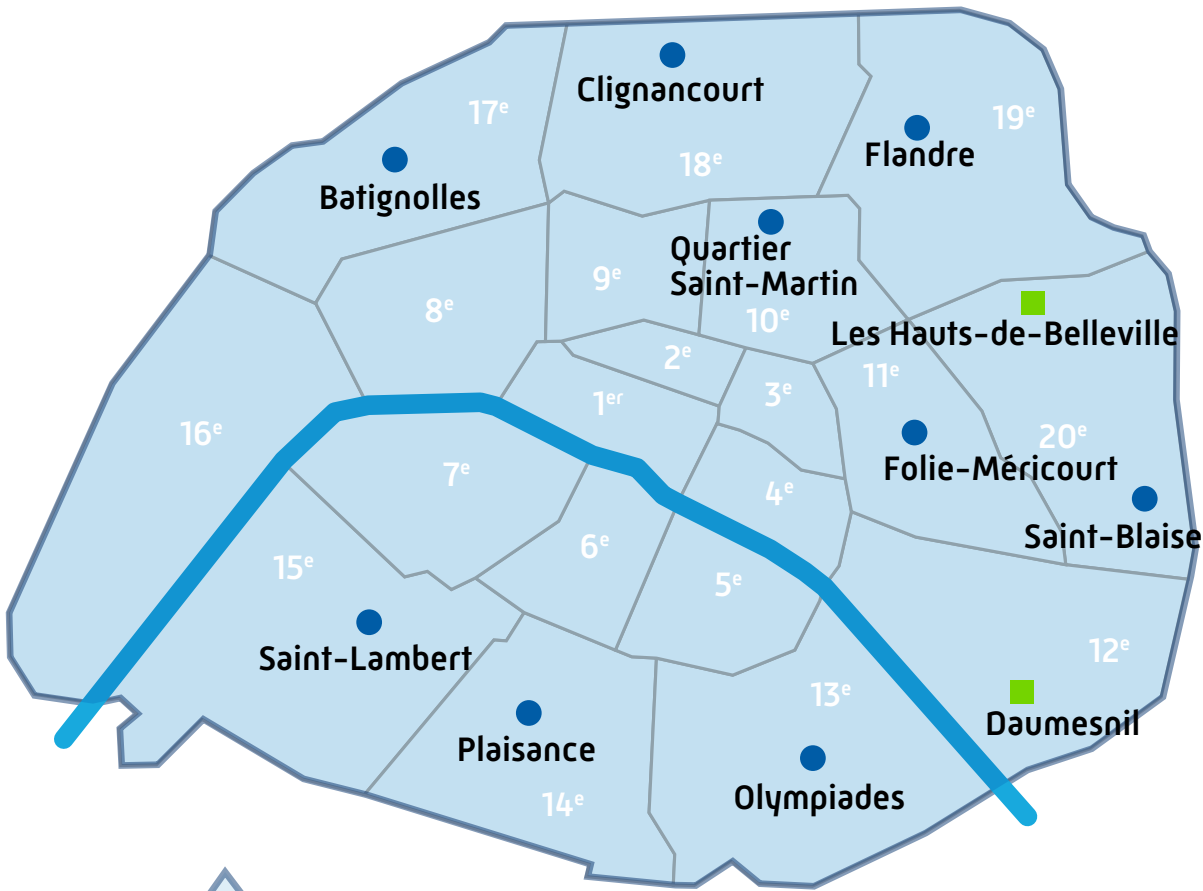 Clignancourt
17e
19e
Flandre
18e
Batignolles
Quartier
Saint-Martin
9e
8e
10e
Les Hauts-de-Belleville
2e
11e
3e
1er
16e
20e
7e
Folie-Méricourt
4e
Saint-Blaise
6e
15e
5e
Saint-Lambert
12e
13e
Daumesnil
Plaisance
Olympiades
14e